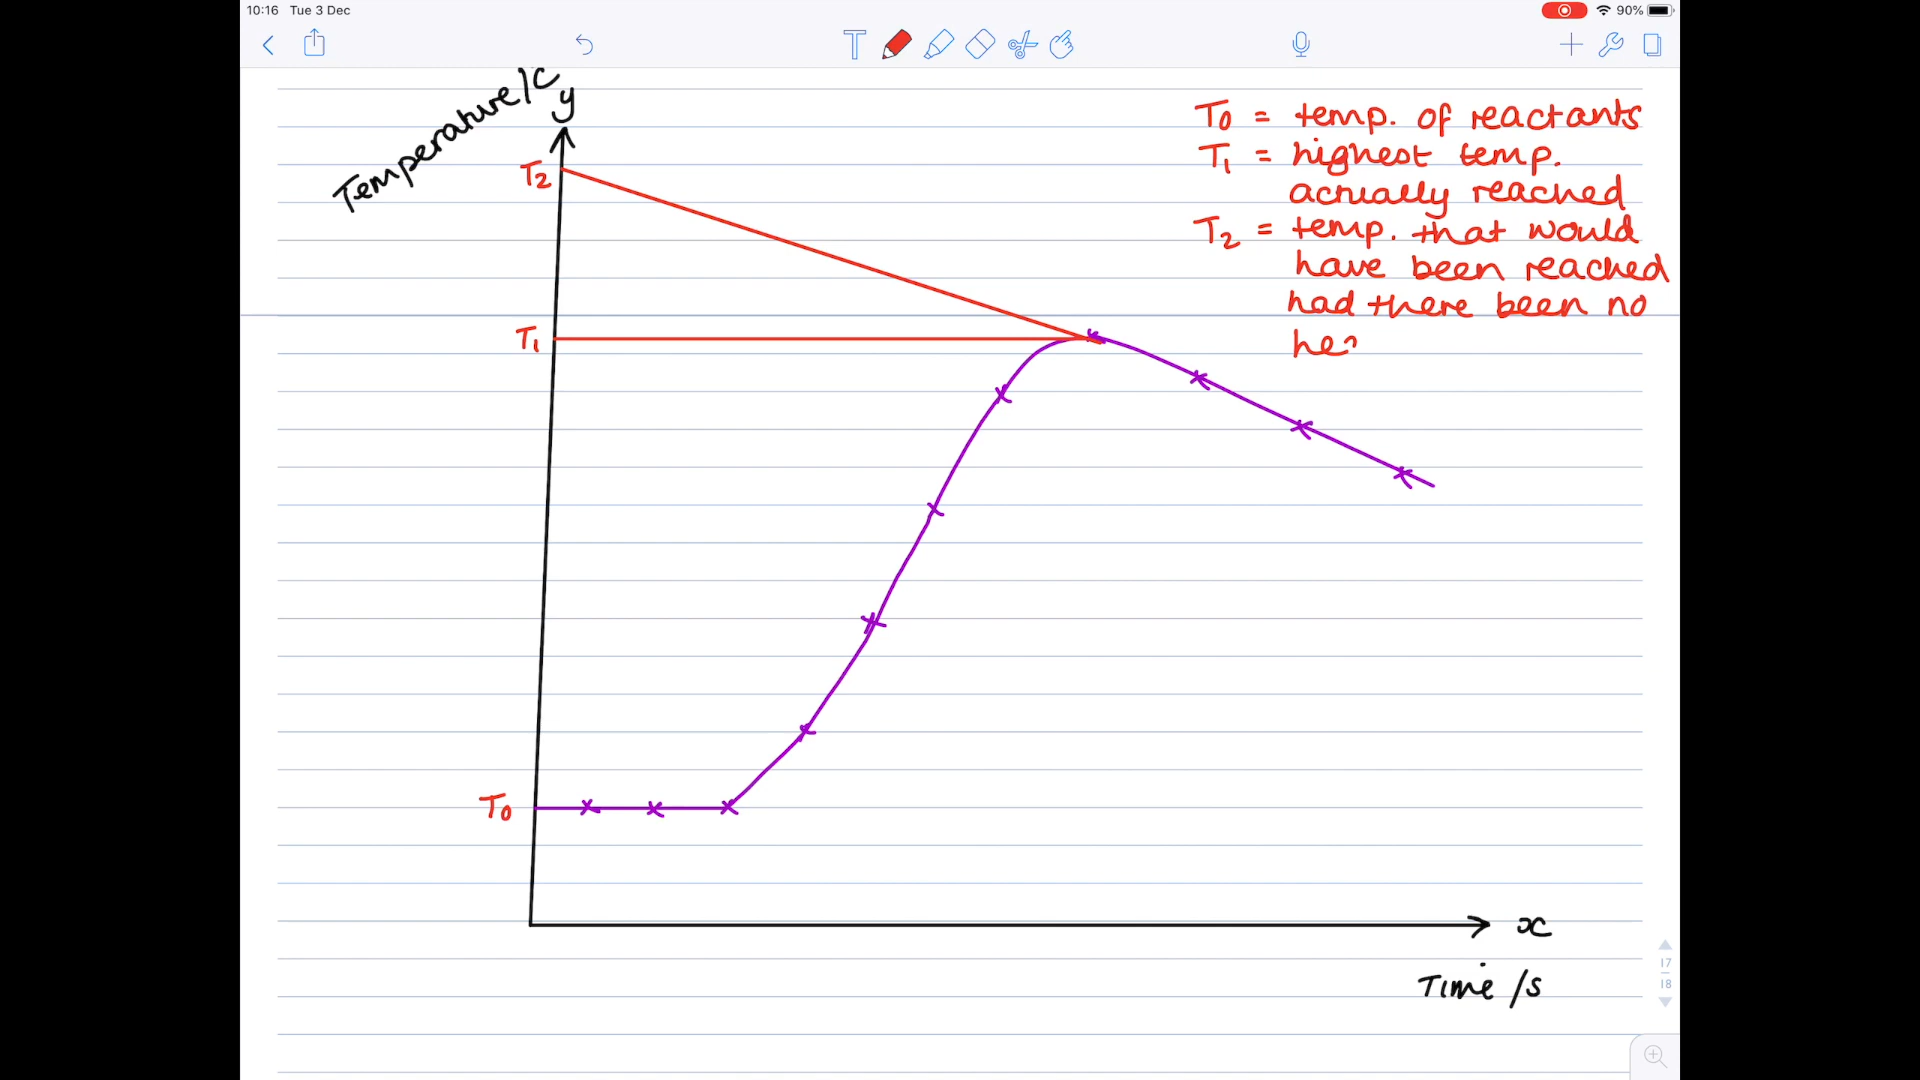 10:16 Tue 3 Dec
90%
T
Temperature/C
y
T2
T1
T0
T0 = temp. of reactants
T1 = highest temp.
actually reached
T2 = temp. that would
have been reached
had there been no
x
Time /s
17
18